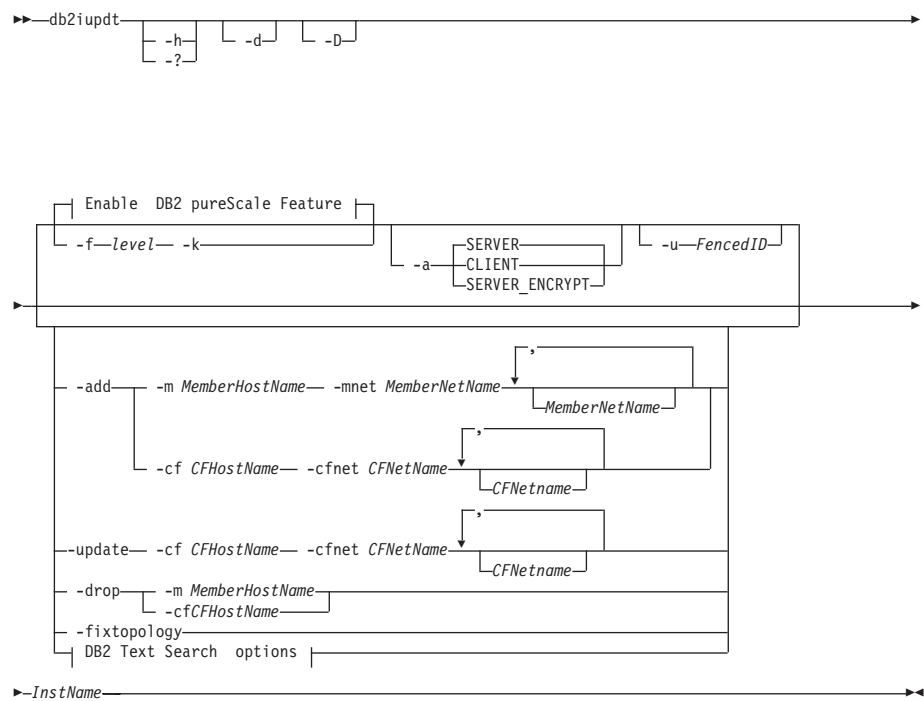 db2iupdt
-h -d -D
-?
Enable DB2 pureScale Feature
-f level -k SERVER -u FencedID
-a CLIENT
SERVER_ENCRYPT
,
-add -m MemberHostName -mnet MemberNetName
MemberNetName
,
-cf CFHostName -cfnet CFNetName
CFNetname
,
-update -cf CFHostName -cfnet CFNetName
CFNetname
-drop -m MemberHostName
-cfCFHostName
-fixtopology
DB2 Text Search options
InstName